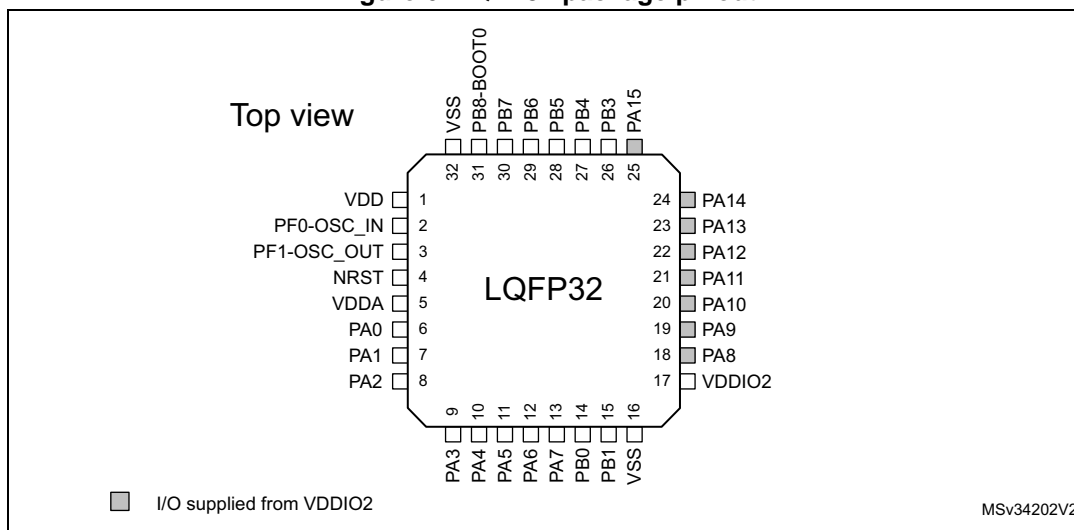 Top view
VSS
PB8-BOOT0
PB7
PB6
PB5
PB4
PB3
PA15
32
31
30
29
28
27
26
25
VDD 1
PF0-OSC_IN 2
PF1-OSC_OUT 3
NRST 4
VDDA 5
PA0 6
PA1 7
PA2 8
LQFP32
24 PA14
23 PA13
22 PA12
21 PA11
20 PA10
19 PA9
18 PA8
17 VDDIO2
9
10
11
12
13
14
15
16
PA3
PA4
PA5
PA6
PA7
PB0
PB1
VSS
I/O supplied from VDDIO2
MSv34202V2